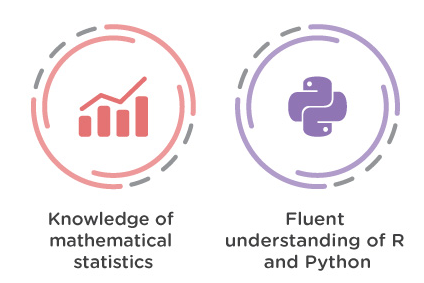 Knowledge of
mathematical
statistics
Fluent
understanding of R
and Python